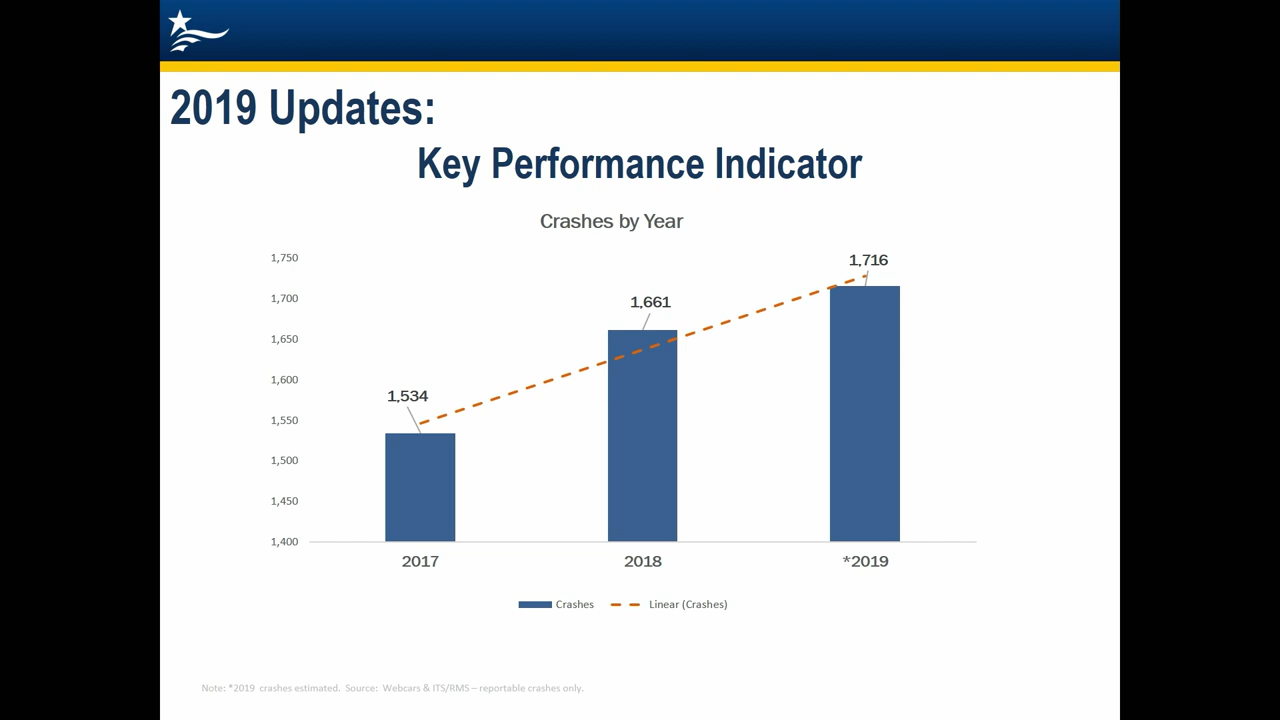 2019 Updates:
Key Performance Indicator
Crashes by Year
1,750
1,700
1,650
1,600
1,550
1,500
1,450
1,400
1,534
1,661
1,716
2017
2018
*2019
Crashes
Linear (Crashes)
Note: *2019 crashes estimated. Source: Webcars & ITS/RMS – reportable crashes only.